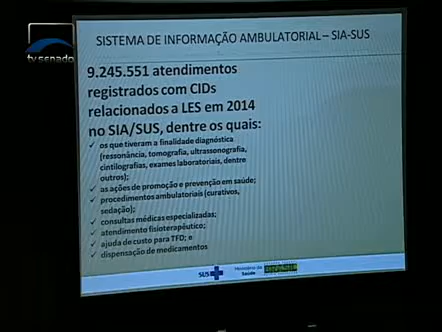 tv senado
SISTEMA DE INFORMAÇÃO AMBULATORIAL – SIA-SUS
9.245.551 atendimentos
registrados com CIDs
relacionados a LES em 2014
no SIA/SUS, dentre os quais:
✓ os que tiveram a finalidade diagnóstica
(ressonância, tomografia, ultrassonografia,
cintilografias, exames laboratoriais, dentre
outros);
✓ as ações de promoção e prevenção em saúde;
✓ procedimentos ambulatoriais (curativos,
sedação);
✓ consultas médicas especializadas;
✓ atendimento fisioterapêutico;
✓ ajuda de custo para TFD; e
✓ dispensação de medicamentos
SUS
Ministério da
Saúde
BRASIL